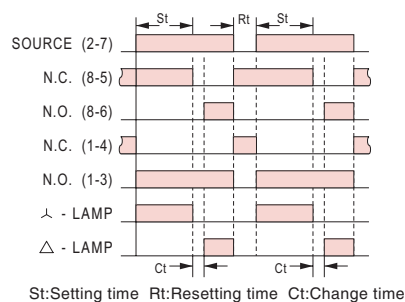 St Rt St
SOURCE (2-7)
N.C. (8-5)
N.O. (8-6)
N.C. (1-4)
N.O. (1-3)
⅄ - LAMP
△ - LAMP
Ct Ct
St:Setting time Rt:Resetting time Ct:Change time